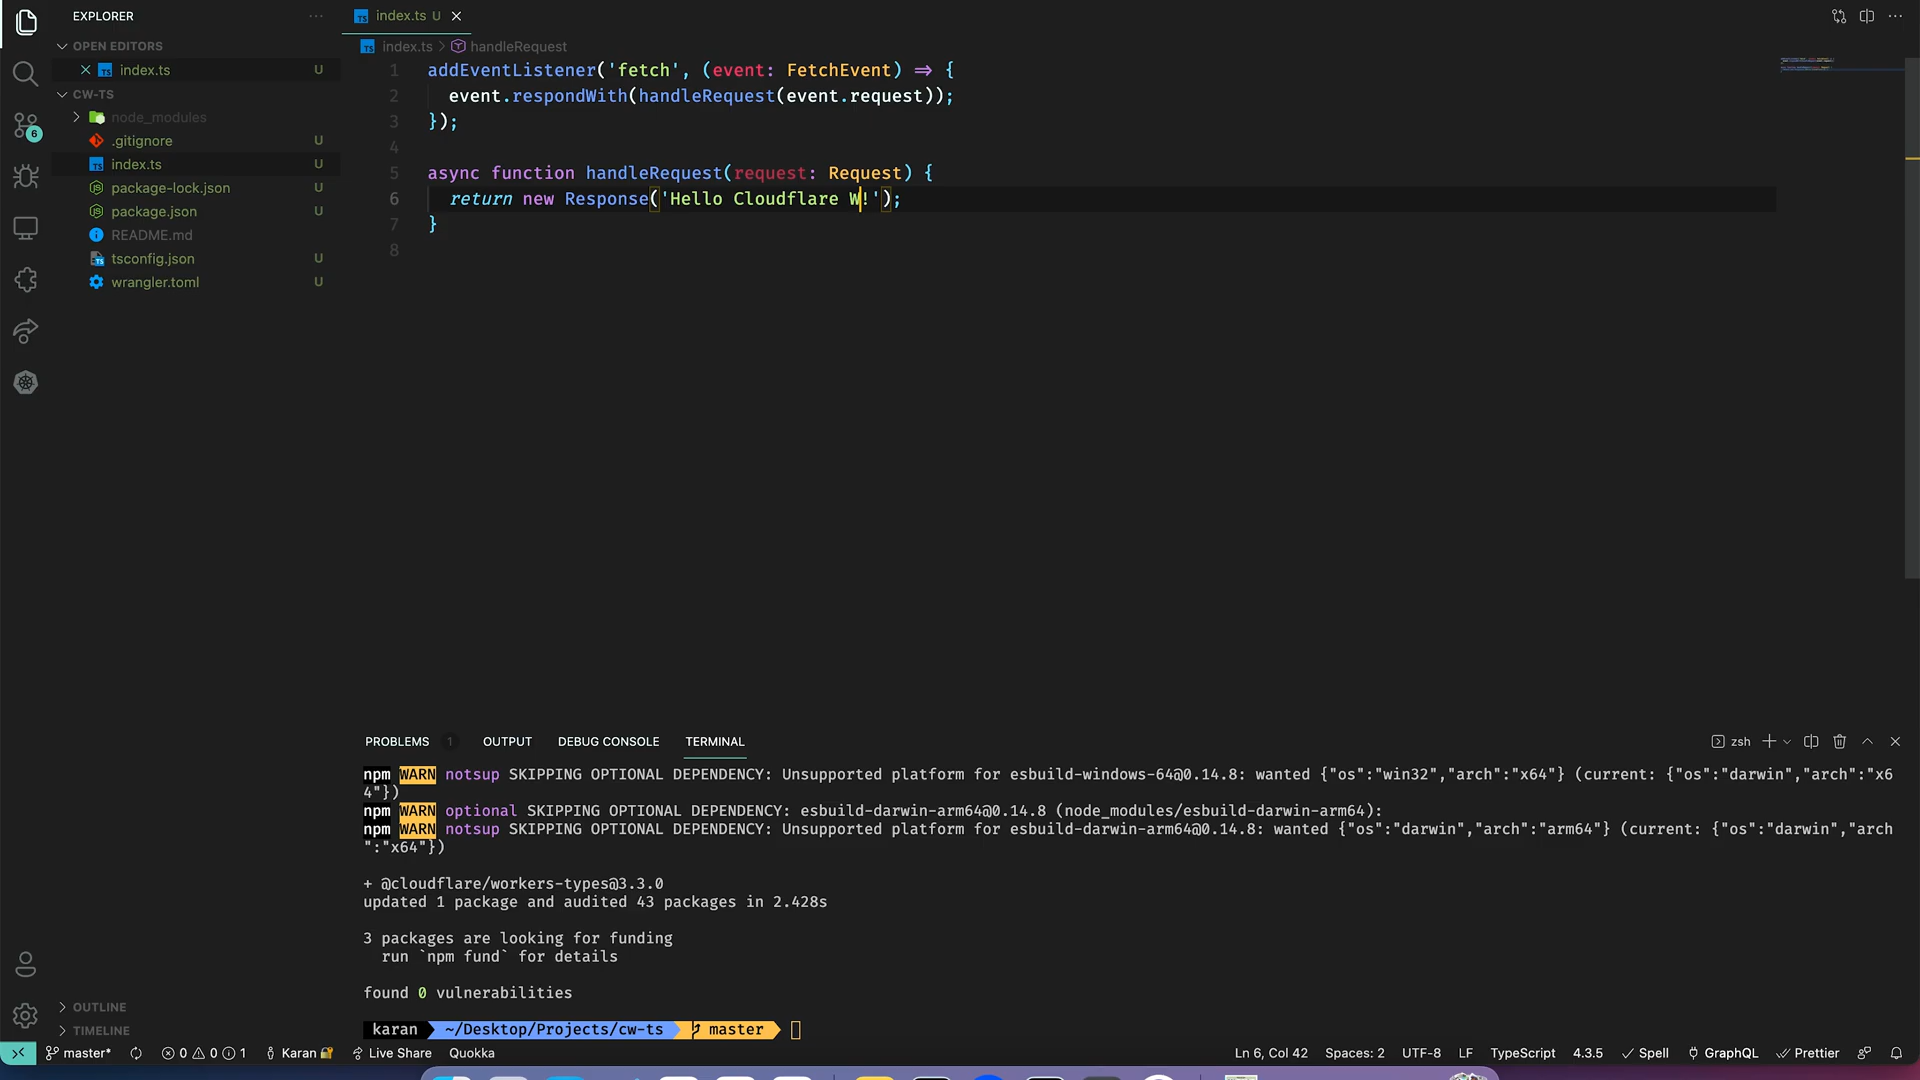 EXPLORER
OPEN EDITORS
index.ts U
CW-TS
node_modules
.gitignore U
index.ts U
package-lock.json U
package.json U
README.md
tsconfig.json U
wrangler.toml U
OUTLINE
TIMELINE
6
index.ts U
index.ts > handleRequest
1 addEventListener('fetch', (event: FetchEvent) => {
2 event.respondWith(handleRequest(event.request));
3 });
4
5 async function handleRequest(request: Request) {
6 return new Response('Hello Cloudflare W!');
7 }
8
PROBLEMS 1 OUTPUT DEBUG CONSOLE TERMINAL zsh
npm WARN notsup SKIPPING OPTIONAL DEPENDENCY: Unsupported platform for esbuild-windows-64@0.14.8: wanted {"os":"win32","arch":"x64"} (current: {"os":"darwin","arch":"x6
4"})
npm WARN optional SKIPPING OPTIONAL DEPENDENCY: esbuild-darwin-arm64@0.14.8 (node_modules/esbuild-darwin-arm64):
npm WARN notsup SKIPPING OPTIONAL DEPENDENCY: Unsupported platform for esbuild-darwin-arm64@0.14.8: wanted {"os":"darwin","arch":"arm64"} (current: {"os":"darwin","arch
":"x64"})
+ @cloudflare/workers-types@3.3.0
updated 1 package and audited 43 packages in 2.428s
3 packages are looking for funding
run `npm fund` for details
found 0 vulnerabilities
karan ~/Desktop/Projects/cw-ts master
master* 0 0 1 Karan Live Share Quokka Ln 6, Col 42 Spaces: 2 UTF-8 LF TypeScript 4.3.5 Spell GraphQL Prettier